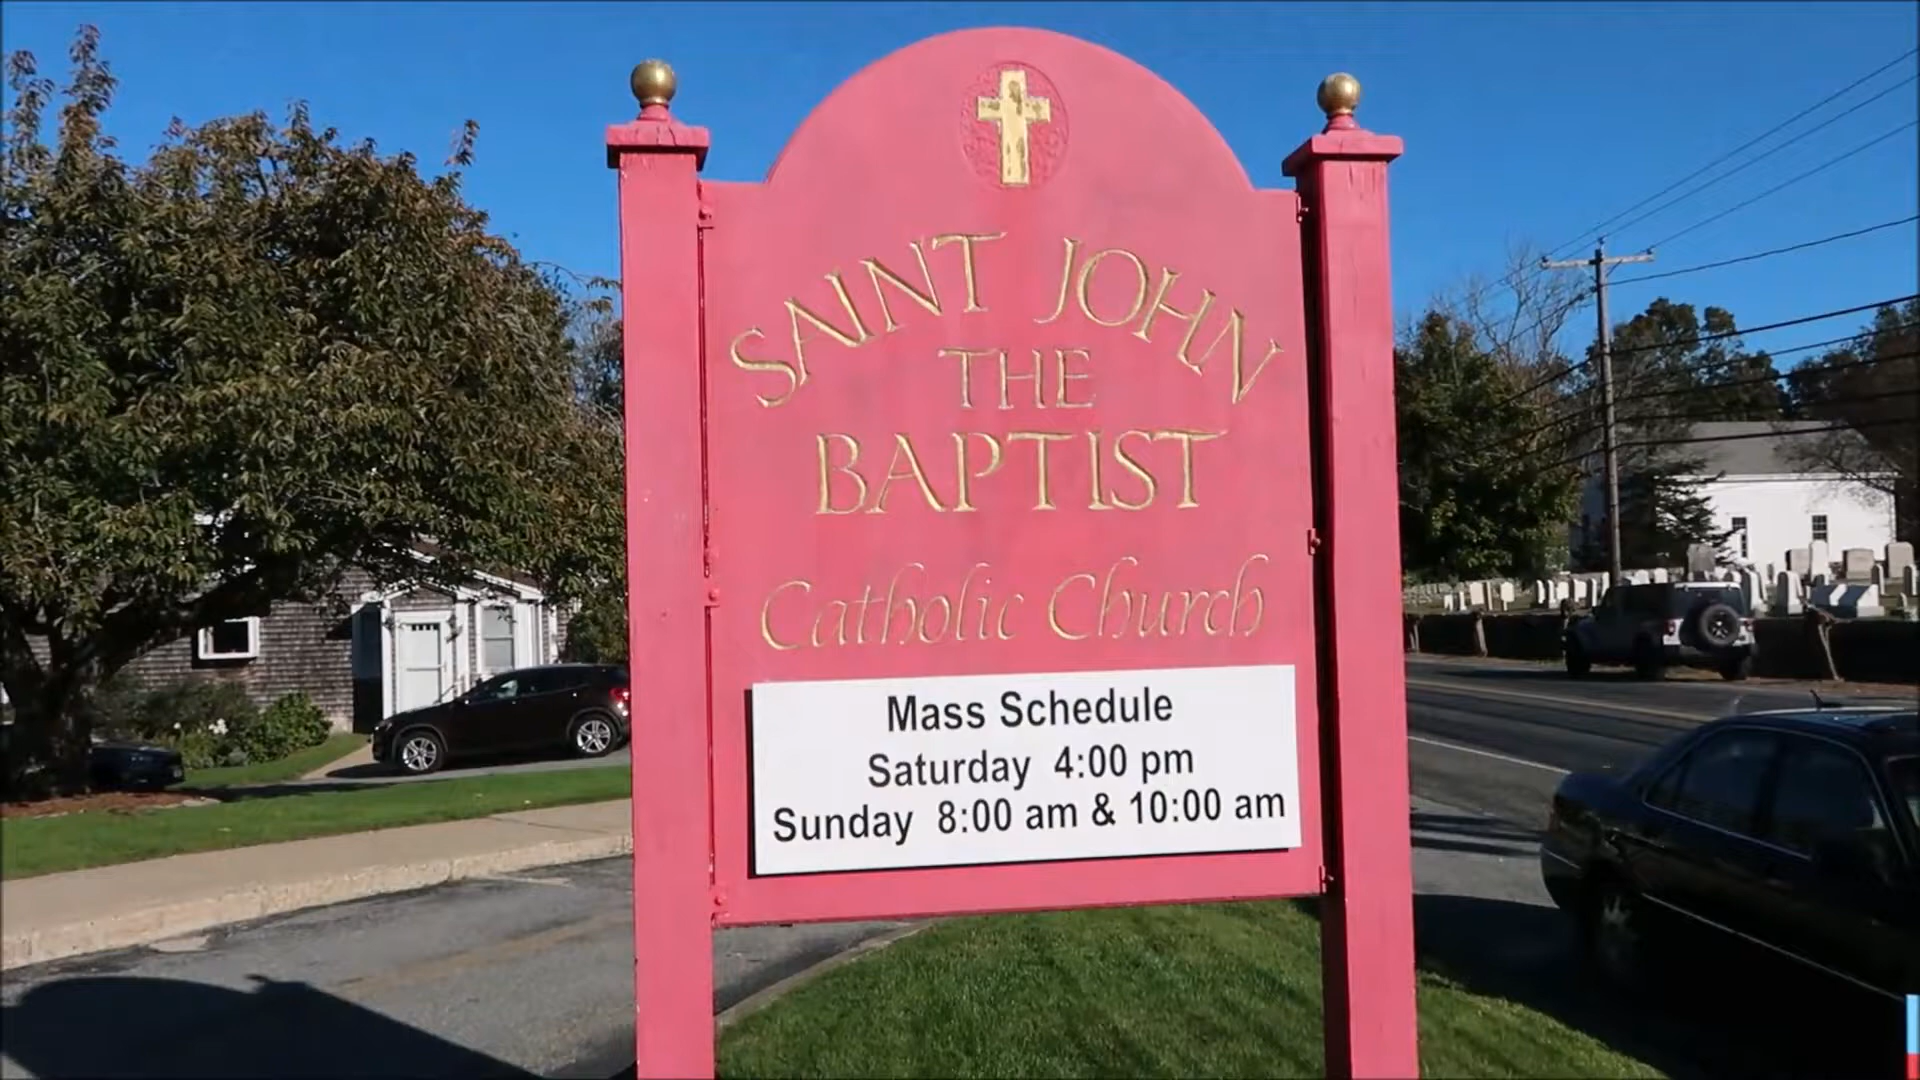 SAINT JOHN
THE
BAPTIST
Catholic Church
Mass Schedule
Saturday 4:00 pm
Sunday 8:00 am & 10:00 am